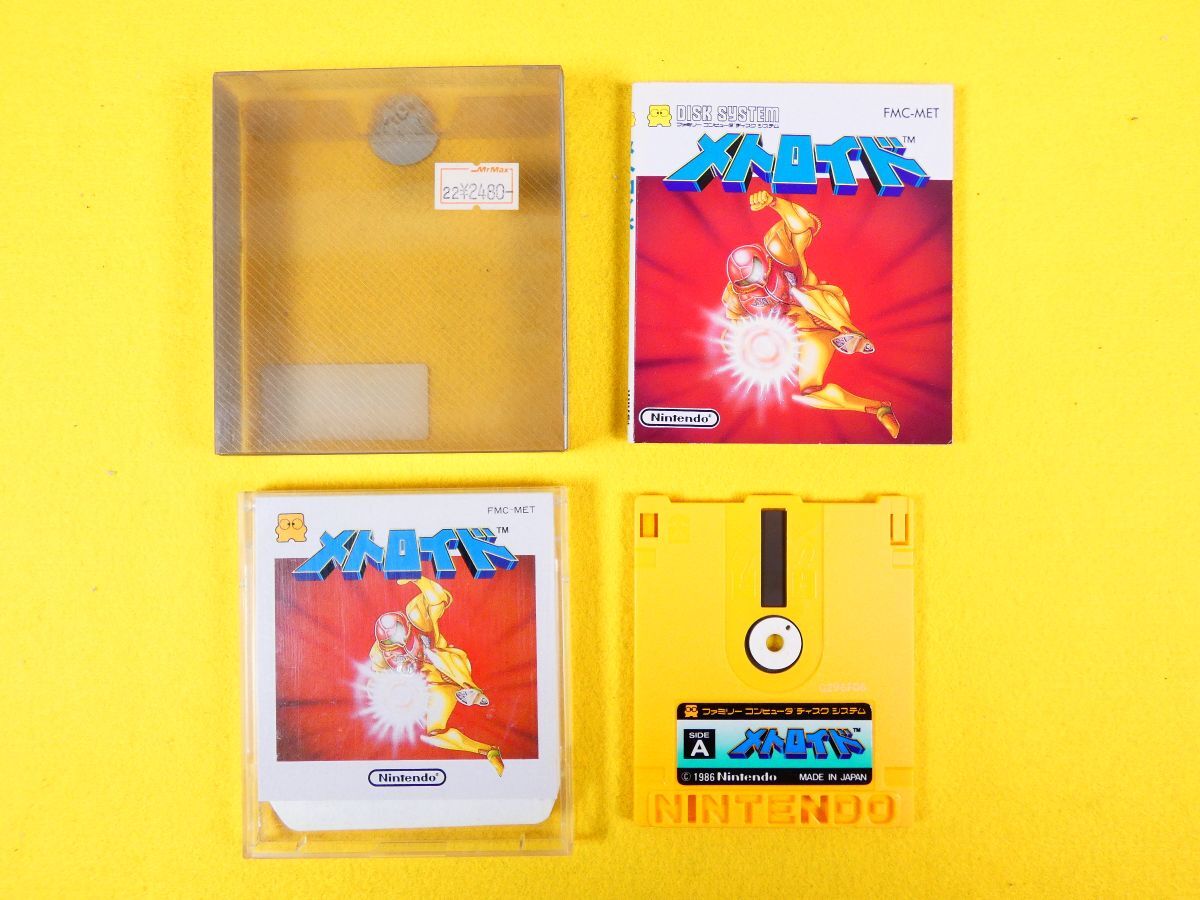 MrMax
22¥2480-
DISK SYSTEM
ファミリー コンピュータ ディスク システム
FMC-MET
メトロイド™
Nintendo®
FMC-MET
メトロイド™
Nintendo®
ファミリー コンピュータ ディスク システム
SIDE
A
メトロイド™
© 1986 Nintendo MADE IN JAPAN
NINTENDO